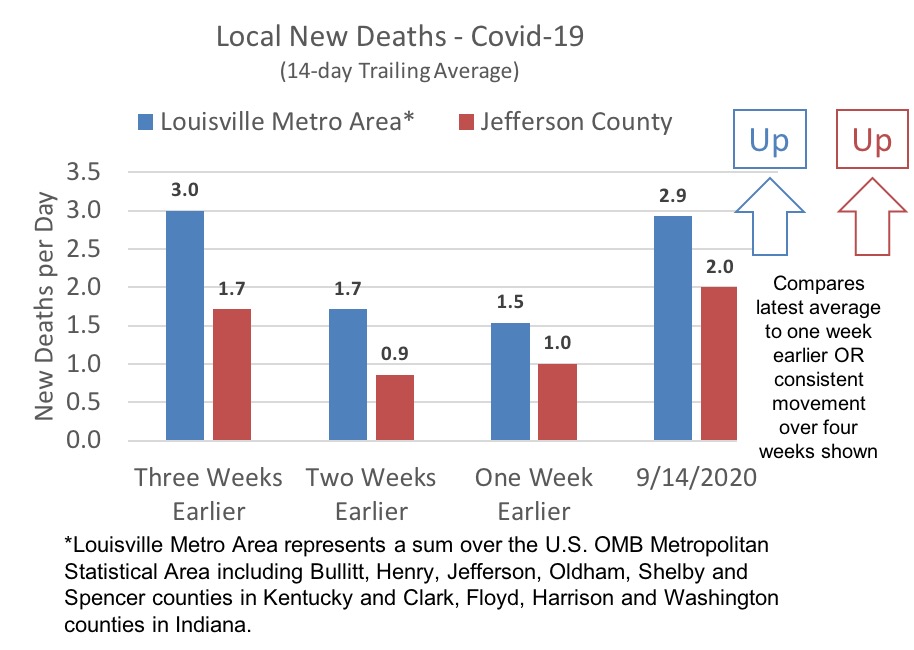 Local New Deaths - Covid-19
(14-day Trailing Average)
Louisville Metro Area*
Jefferson County
Up
Up
New Deaths per Day
3.5
3.0
2.5
2.0
1.5
1.0
0.5
0.0
3.0
1.7
1.7
0.9
1.5
1.0
2.9
2.0
Three Weeks
Earlier
Two Weeks
Earlier
One Week
Earlier
9/14/2020
Compares
latest average
to one week
earlier OR
consistent
movement
over four
weeks shown
*Louisville Metro Area represents a sum over the U.S. OMB Metropolitan
Statistical Area including Bullitt, Henry, Jefferson, Oldham, Shelby and
Spencer counties in Kentucky and Clark, Floyd, Harrison and Washington
counties in Indiana.